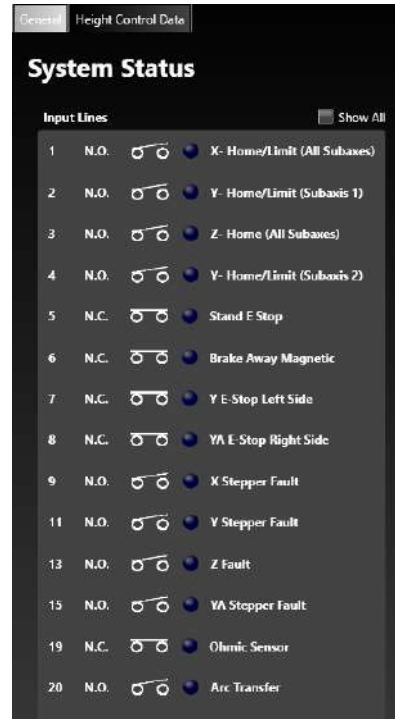 General Height Control Data
System Status
Input Lines Show All
1 N.O. X- Home/Limit (All Subaxes)
2 N.O. Y- Home/Limit (Subaxis 1)
3 N.O. Z- Home (All Subaxes)
4 N.O. Y- Home/Limit (Subaxis 2)
5 N.C. Stand E Stop
6 N.C. Brake Away Magnetic
7 N.C. Y E-Stop Left Side
8 N.C. YA E-Stop Right Side
9 N.O. X Stepper Fault
11 N.O. Y Stepper Fault
13 N.O. Z Fault
15 N.O. YA Stepper Fault
19 N.C. Ohmic Sensor
20 N.O. Arc Transfer